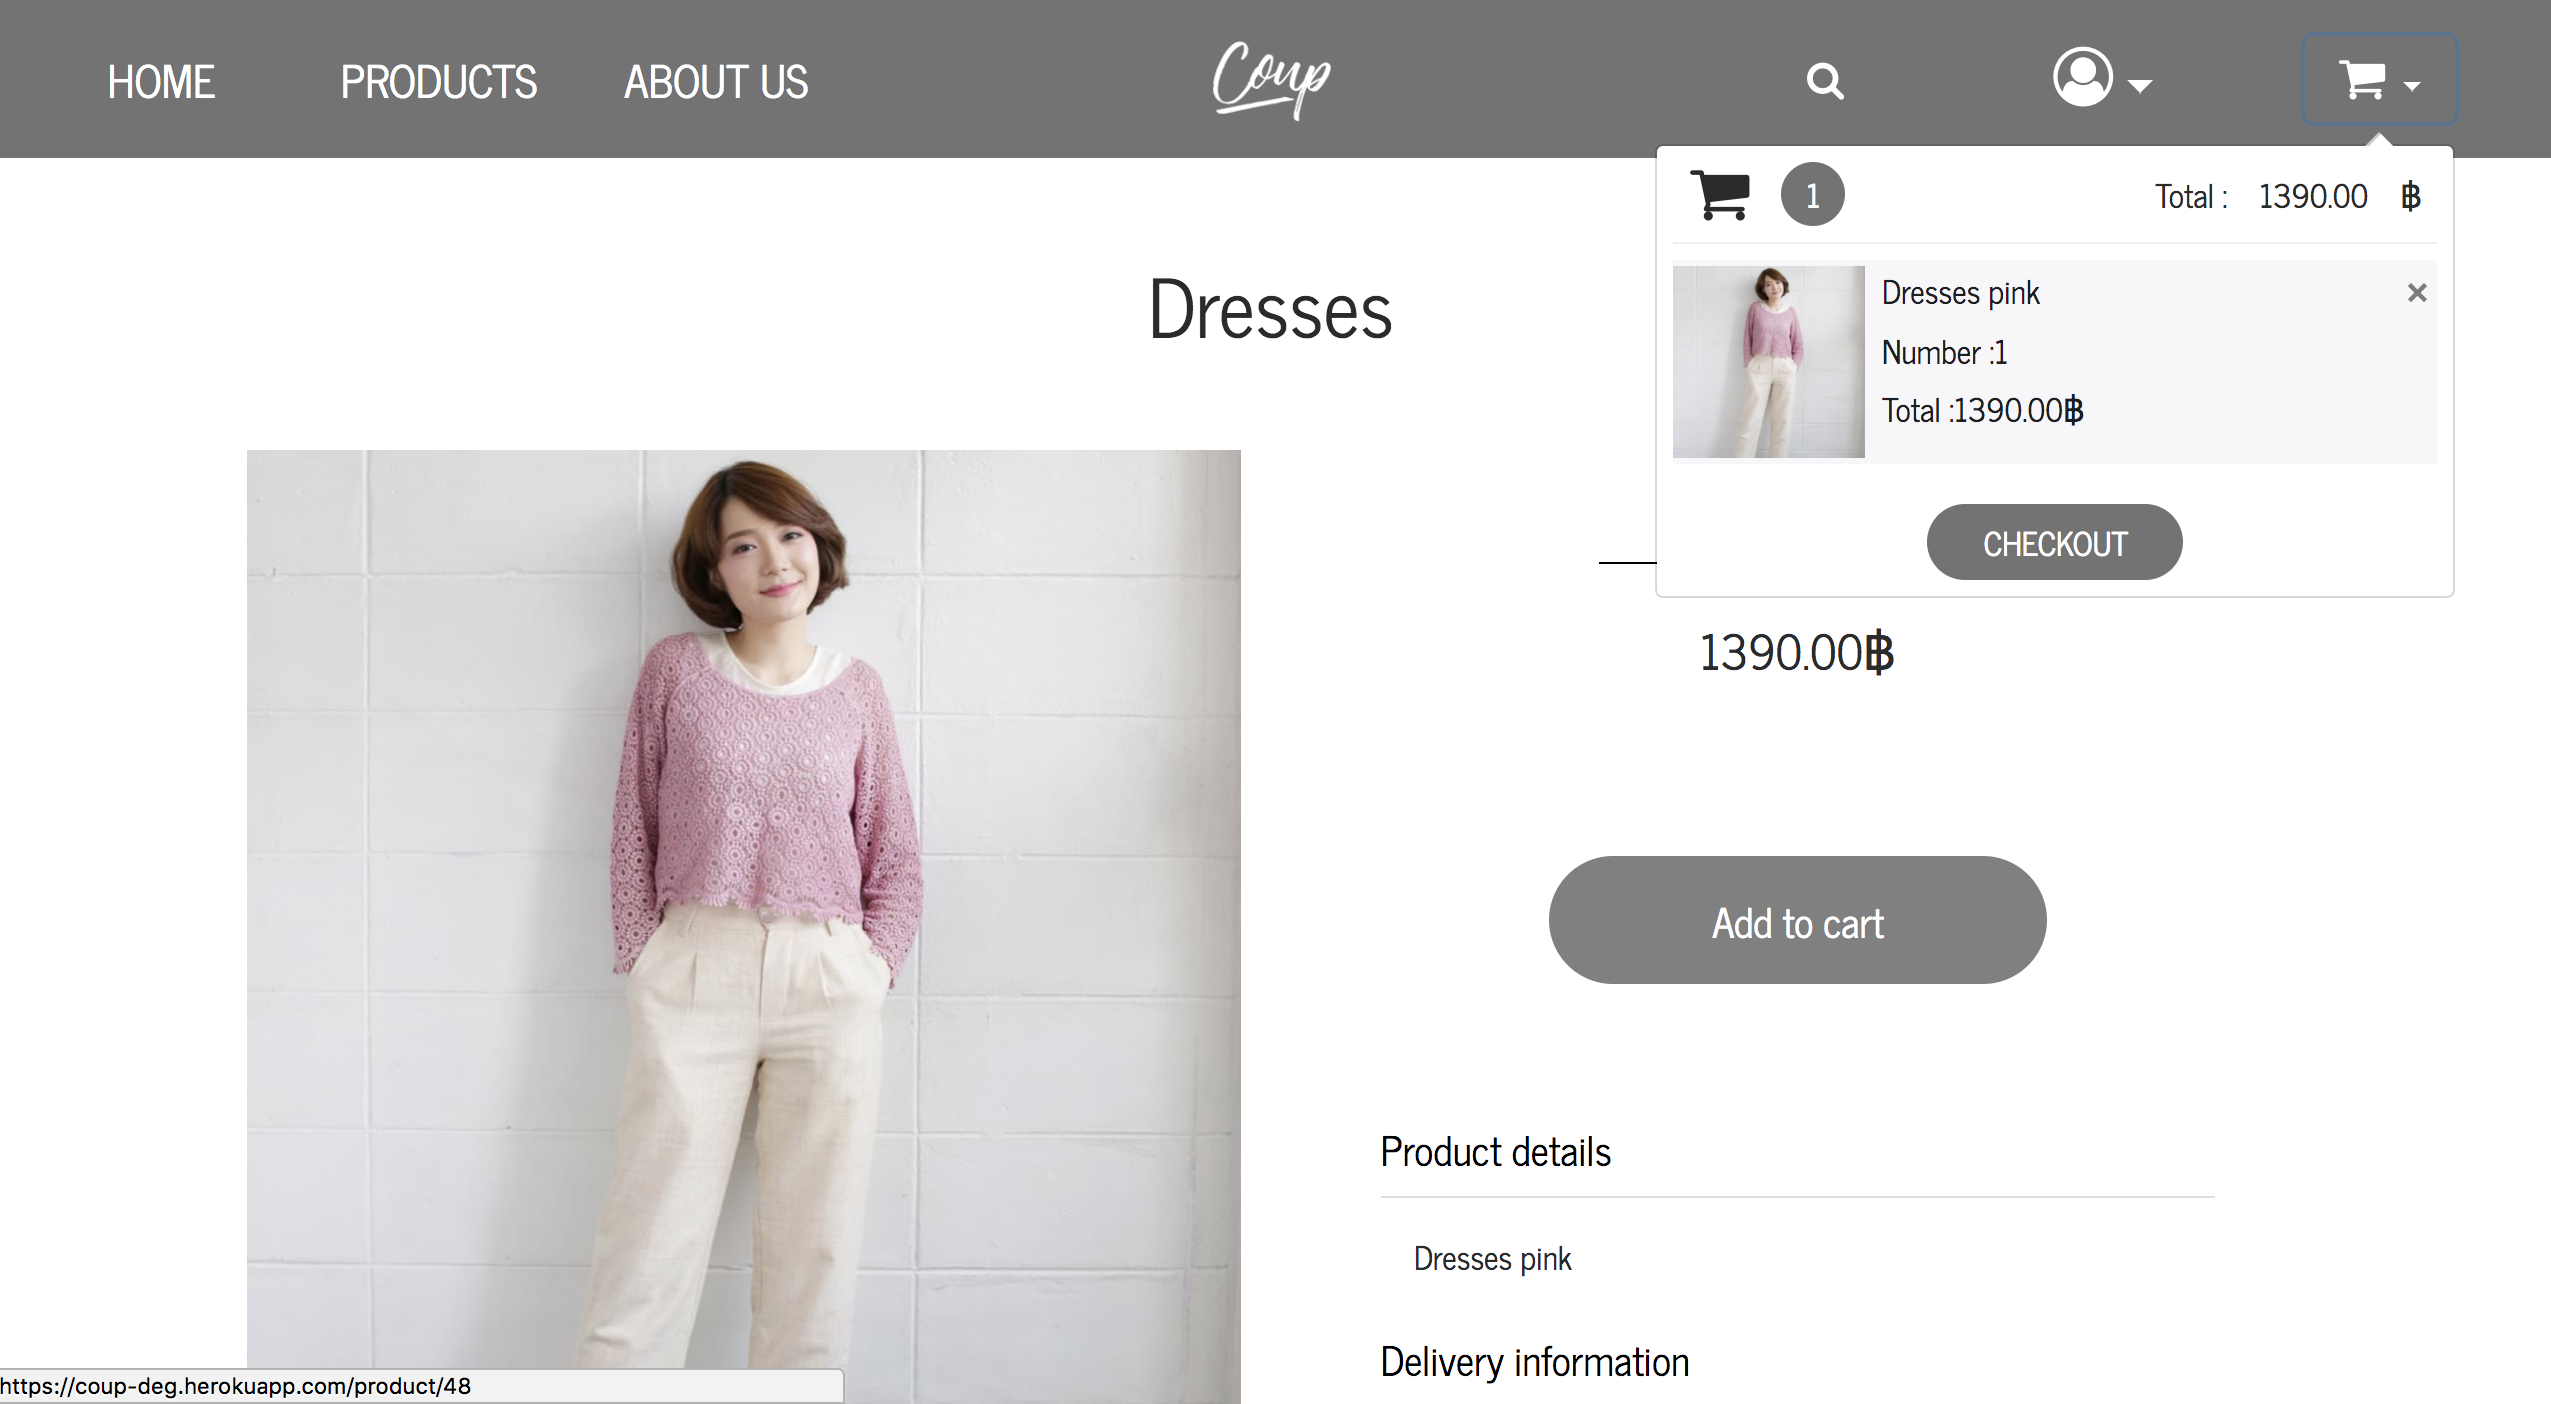 HOME PRODUCTS ABOUT US Coup
1 Total : 1390.00 ฿
Dresses pink ×
Number :1
Total :1390.00฿
CHECKOUT
Dresses
1390.00฿
Add to cart
Product details
Dresses pink
Delivery information
https://coup-deg.herokuapp.com/product/48